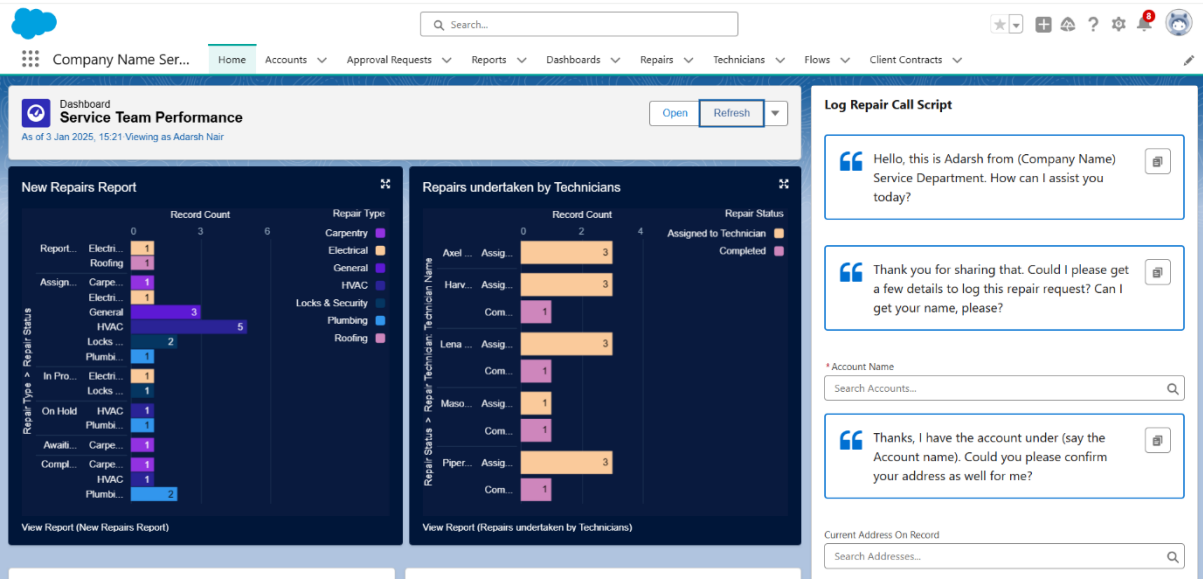 Search...
8
Company Name Ser...
Home
Accounts
Approval Requests
Reports
Dashboards
Repairs
Technicians
Flows
Client Contracts
Dashboard
Service Team Performance
As of 3 Jan 2025, 15:21·Viewing as Adarsh Nair
Open
Refresh
New Repairs Report
Record Count
0 3 6
Repair Type > Repair Status
Report... Electri... 1
Roofing 1
Assign... Carpe... 1
Electri... 1
General 3
HVAC 5
Locks ... 2
Plumbi... 1
In Pro... Electri... 1
Locks ... 1
On Hold HVAC 1
Plumbi... 1
Awaiti... Carpe... 1
Compl... Carpe... 1
HVAC 1
Plumbi... 2
Repair Type
Carpentry
Electrical
General
HVAC
Locks & Security
Plumbing
Roofing
View Report (New Repairs Report)
Repairs undertaken by Technicians
Record Count
0 2 4
Repair Status > Repair Technician: Technician Name
Axel ... Assig... 3
Harv... Assig... 3
Com... 1
Lena ... Assig... 3
Com... 1
Maso... Assig... 1
Com... 1
Piper... Assig... 3
Com... 1
Repair Status
Assigned to Technician
Completed
View Report (Repairs undertaken by Technicians)
Log Repair Call Script
Hello, this is Adarsh from (Company Name)
Service Department. How can I assist you
today?
Thank you for sharing that. Could I please get
a few details to log this repair request? Can I
get your name, please?
*Account Name
Search Accounts...
Thanks, I have the account under (say the
Account name). Could you please confirm
your address as well for me?
Current Address On Record
Search Addresses...